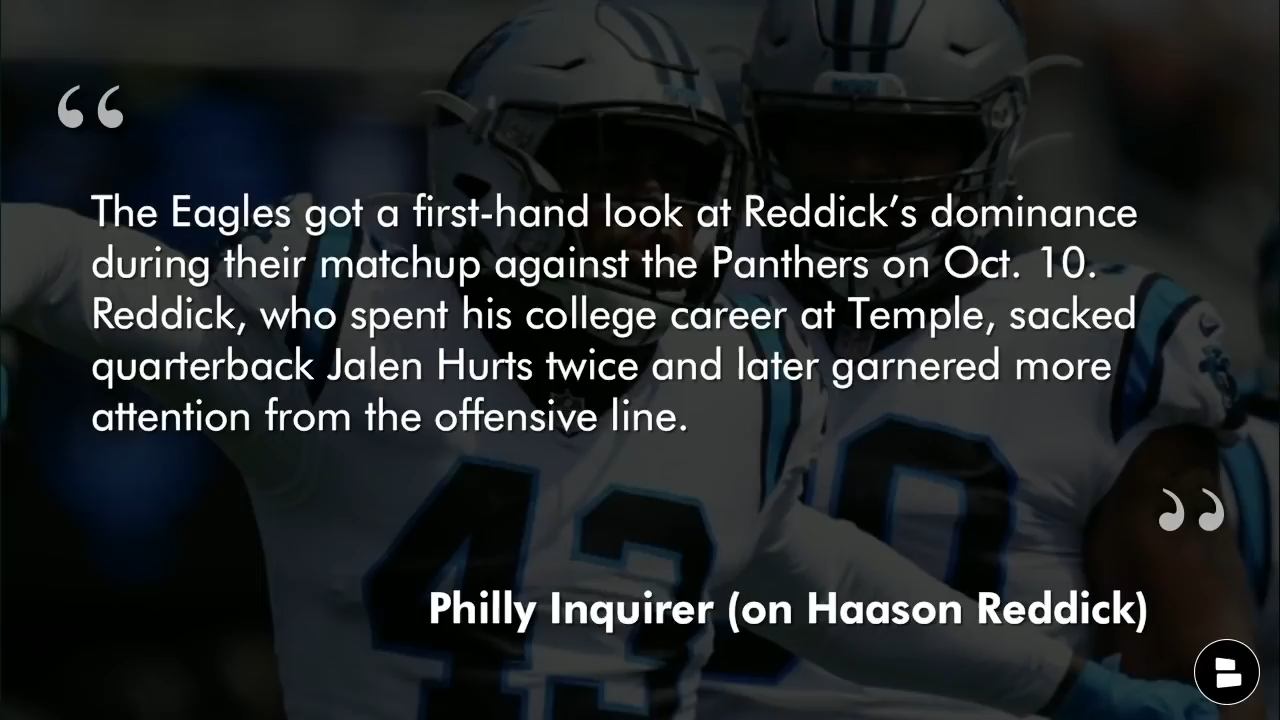 “
The Eagles got a first-hand look at Reddick’s dominance
during their matchup against the Panthers on Oct. 10.
Reddick, who spent his college career at Temple, sacked
quarterback Jalen Hurts twice and later garnered more
attention from the offensive line.
”
Philly Inquirer (on Haason Reddick)
43
0